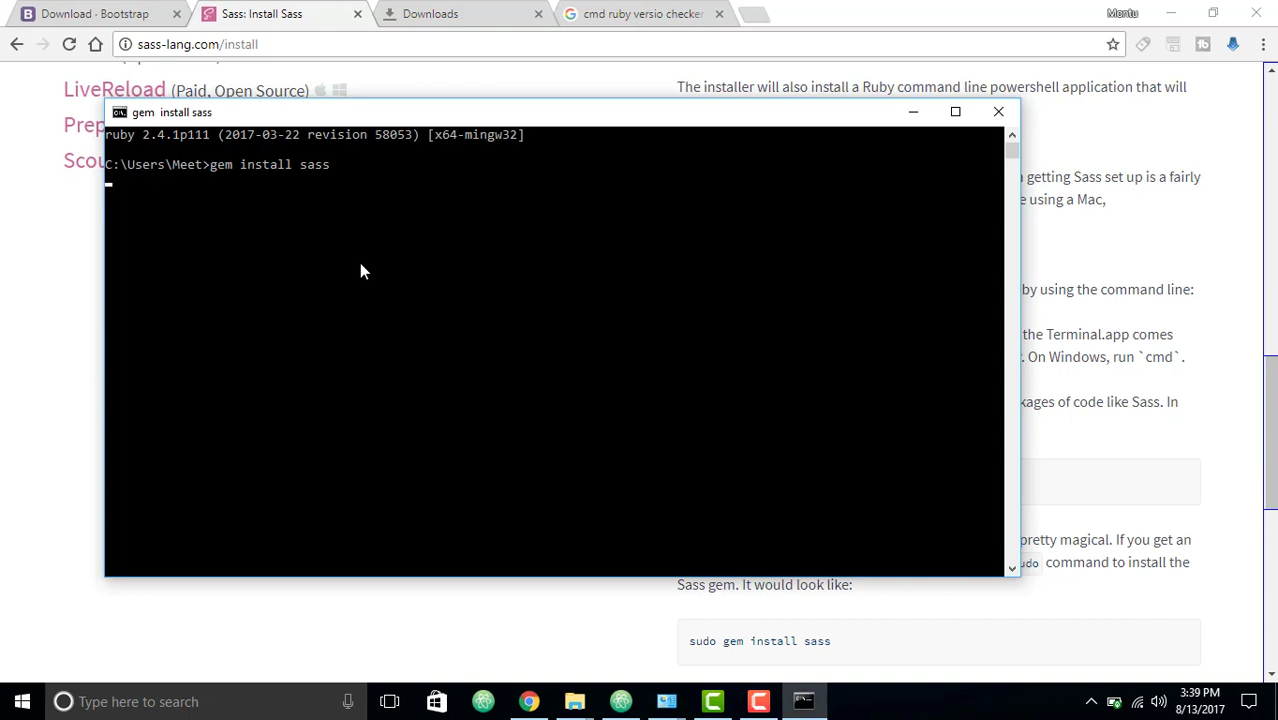 Download - Bootstrap
Sass: Install Sass
Downloads
cmd ruby versio checker
Montu
sass-lang.com/install
LiveReload (Paid, Open Source)
The installer will also install a Ruby command line powershell application that will
gem install sass
Prep
ruby 2.4.1p111 (2017-03-22 revision 58053) [x64-mingw32]
Scou
C:\Users\Meet>gem install sass
n getting Sass set up is a fairly
e using a Mac,
by using the command line:
the Terminal.app comes
. On Windows, run `cmd`.
kages of code like Sass. In
pretty magical. If you get an
udo command to install the
Sass gem. It would look like:
sudo gem install sass
Type here to search
3:39 PM
8/13/2017